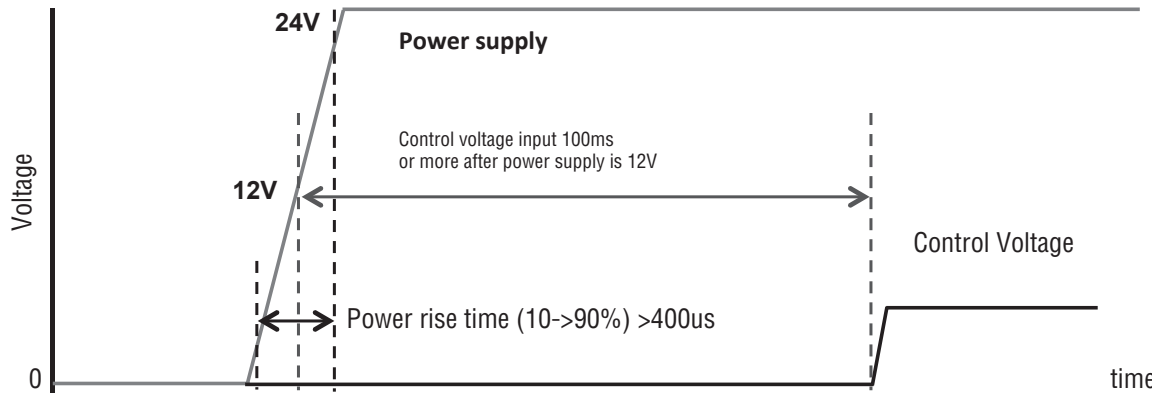 24V
Power supply
Control voltage input 100ms
or more after power supply is 12V
12V
Voltage
Control Voltage
Power rise time (10->90%) >400us
0
time